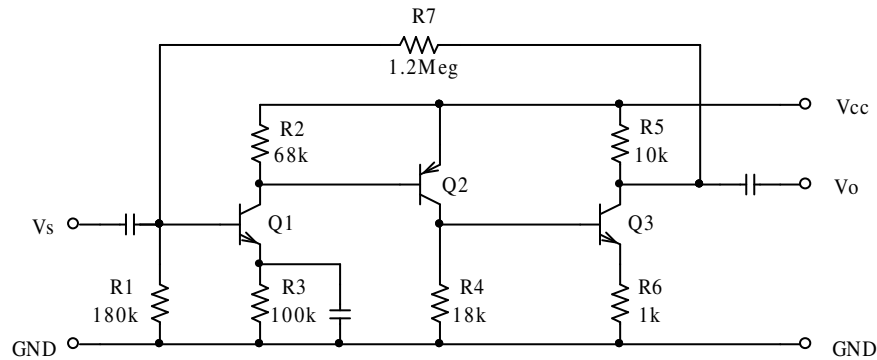 R7
1.2Meg
Vcc
R2
68k
R5
10k
Q2
Vo
Vs
Q1
Q3
R1
180k
R3
100k
R4
18k
R6
1k
GND
GND